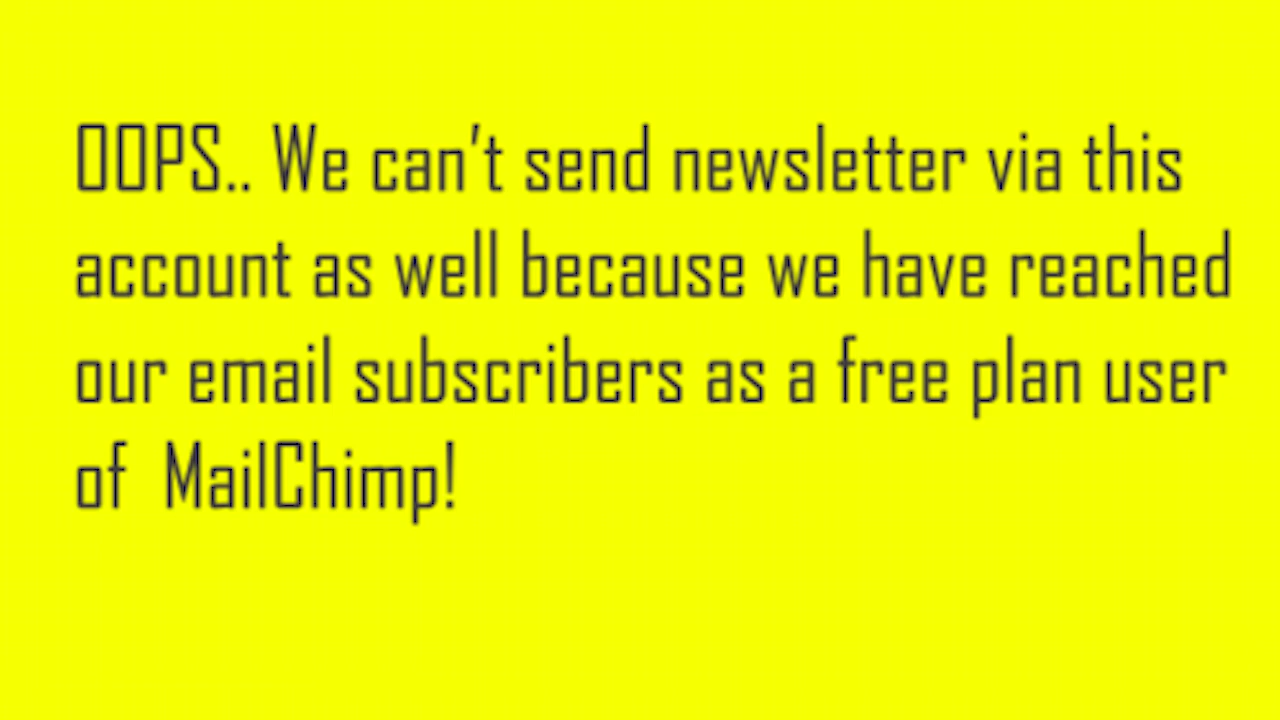 OOPS.. We can't send newsletter via this
account as well because we have reached
our email subscribers as a free plan user
of  MailChimp!